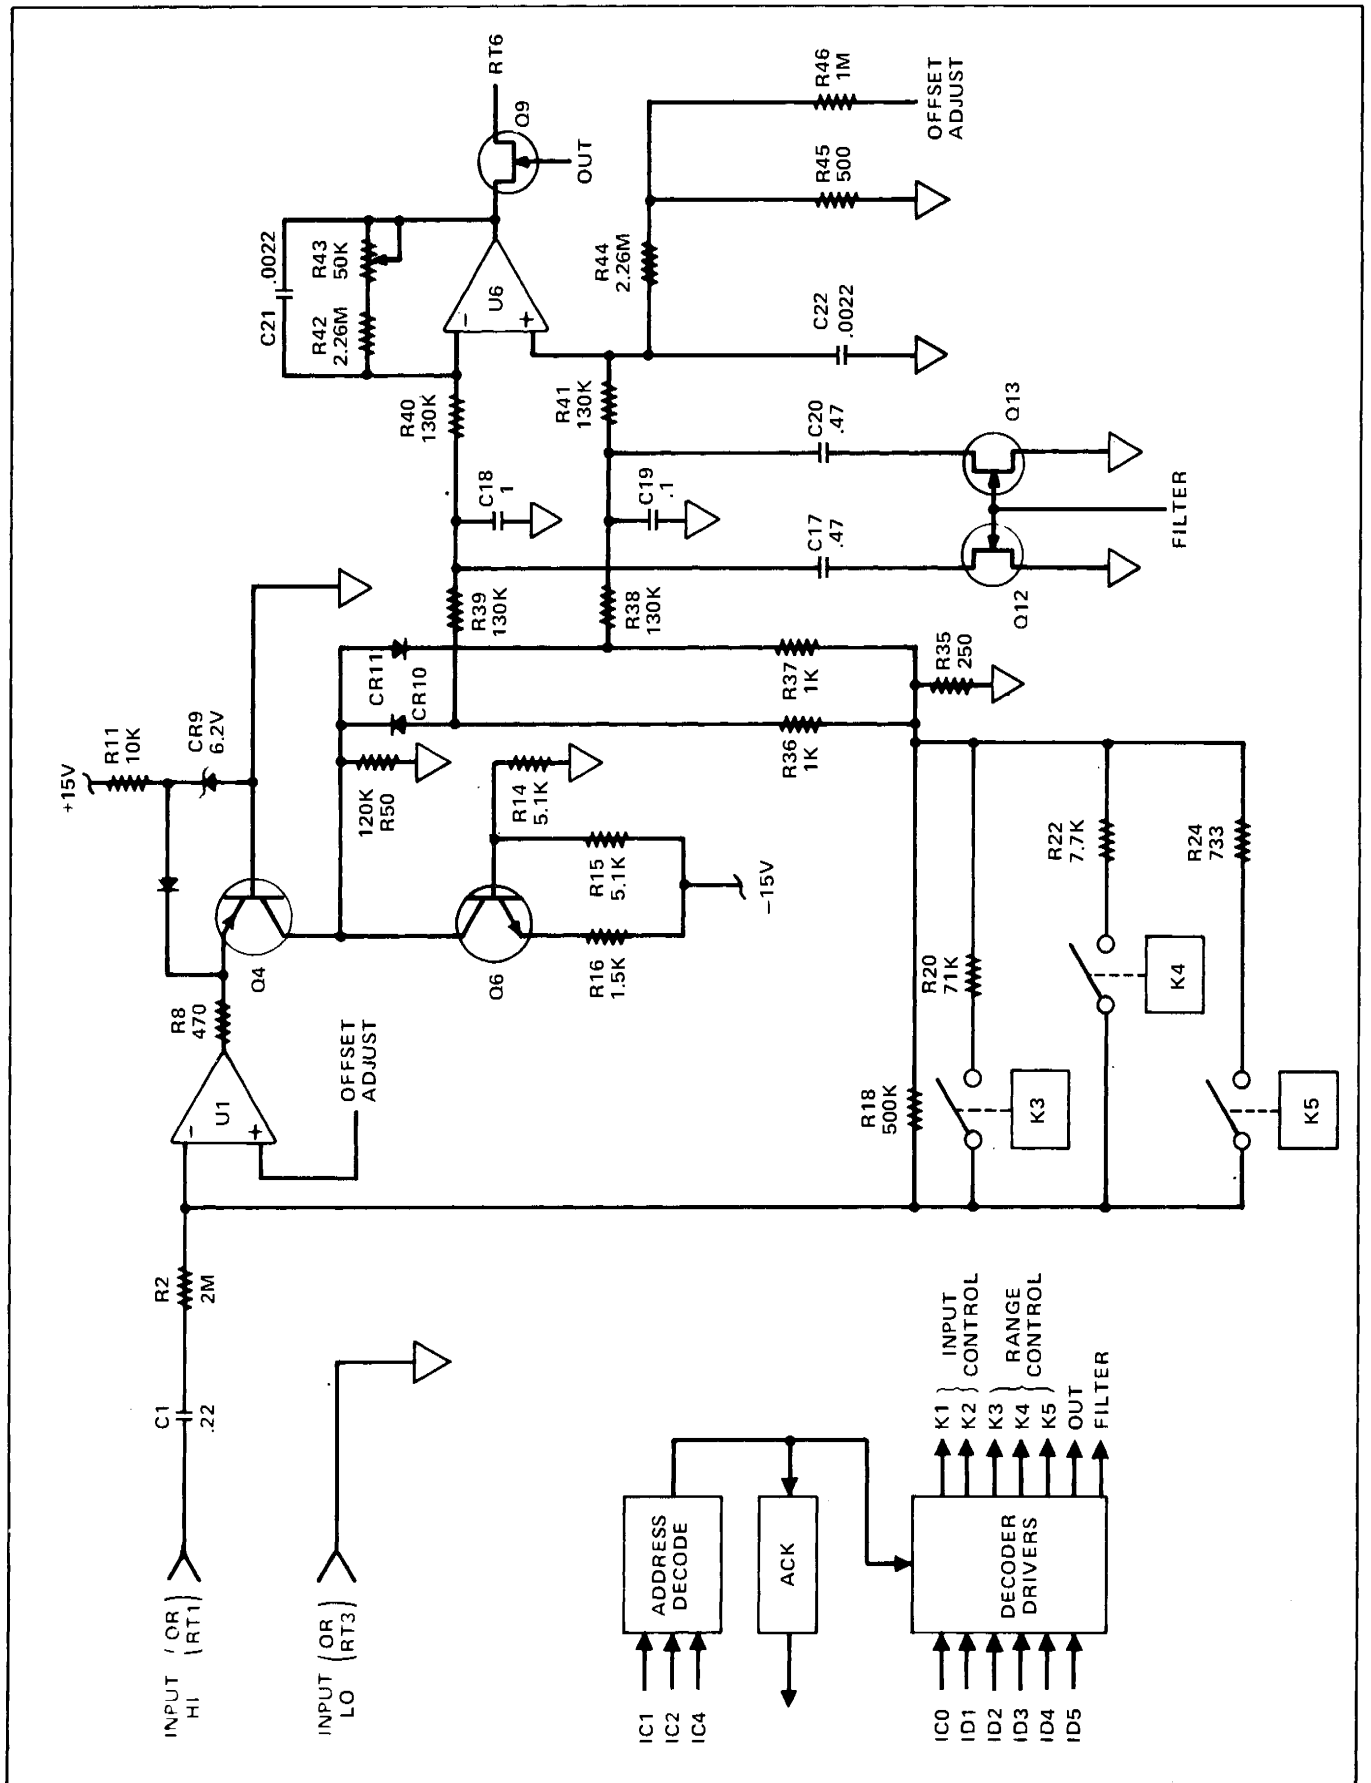 INPUT (OR)
HI (RT1)
C1
.22
R2
2M
INPUT (OR)
LO (RT3)
U1
-
+
OFFSET
ADJUST
R8
470
Q4
+15V
R11
10K
CR9
6.2V
120K
R50
Q6
R14
5.1K
R15
5.1K
R16
1.5K
-15V
CR11
CR10
R39
130K
R38
130K
R37
1K
R36
1K
R35
250
C18
1
C19
.1
C17
.47
C20
.47
Q12
Q13
FILTER
R40
130K
R41
130K
C21
.0022
R42
2.26M
R43
50K
U6
-
+
Q9
RT6
OUT
R44
2.26M
C22
.0022
R45
500
R46
1M
OFFSET
ADJUST
R18
500K
R20
71K
K3
R22
7.7K
K4
R24
733
K5
IC1
IC2
IC4
ADDRESS
DECODE
ACK
IC0
ID1
ID2
ID3
ID4
ID5
DECODER
DRIVERS
K1
K2
INPUT
CONTROL
K3
K4
K5
RANGE
CONTROL
OUT
FILTER